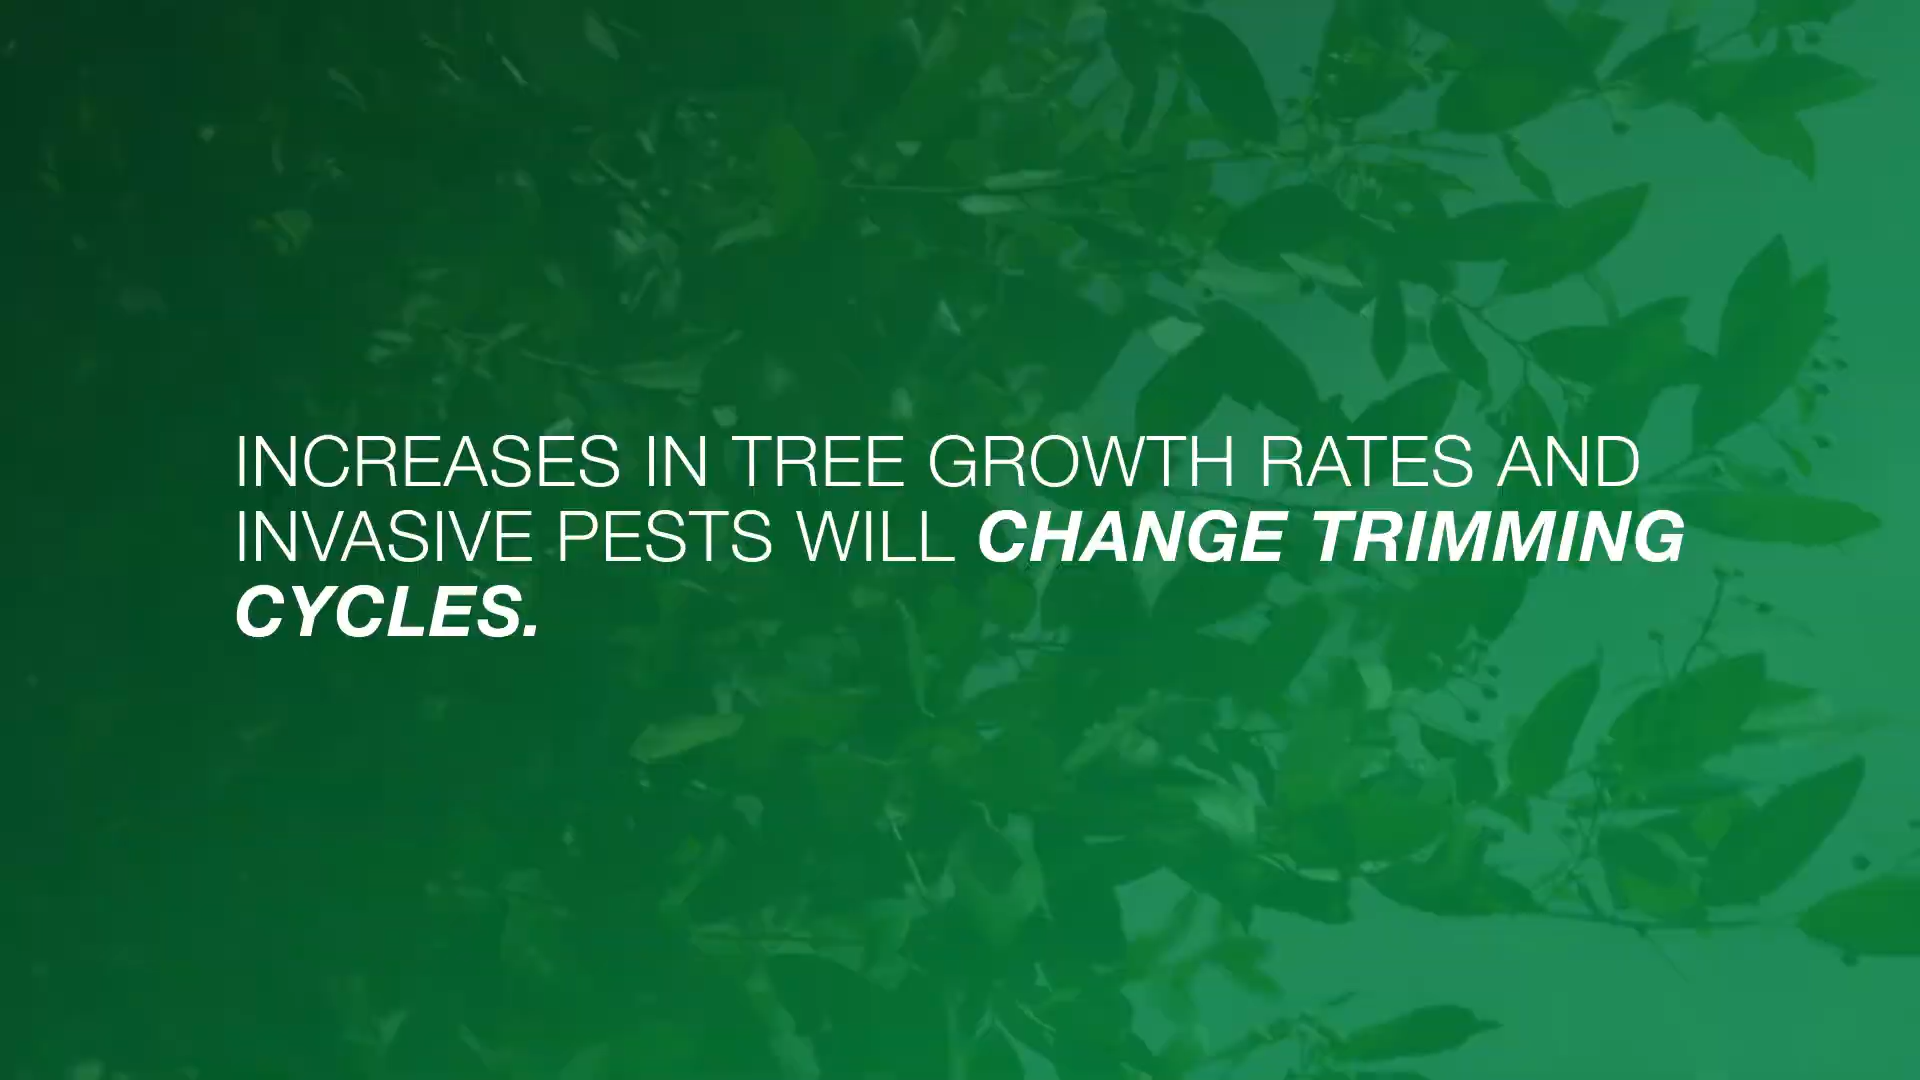 INCREASES IN TREE GROWTH RATES AND
INVASIVE PESTS WILL CHANGE TRIMMING
CYCLES.